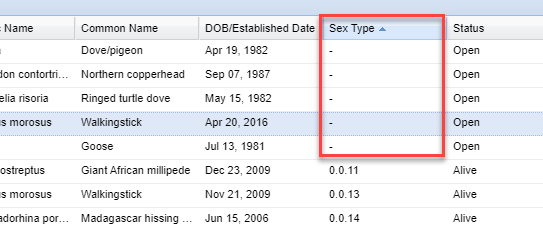 c Name Common Name DOB/Established Date Sex Type Status
Dove/pigeon Apr 19, 1982 - Open
don contortri... Northern copperhead Sep 07, 1987 - Open
elia risoria Ringed turtle dove May 15, 1982 - Open
us morosus Walkingstick Apr 20, 2016 - Open
Goose Jul 13, 1981 - Open
ostreptus Giant African millipede Dec 23, 2009 0.0.11 Alive
us morosus Walkingstick Nov 21, 2009 0.0.13 Alive
adorhina por... Madagascar hissing ... Jun 15, 2006 0.0.14 Alive